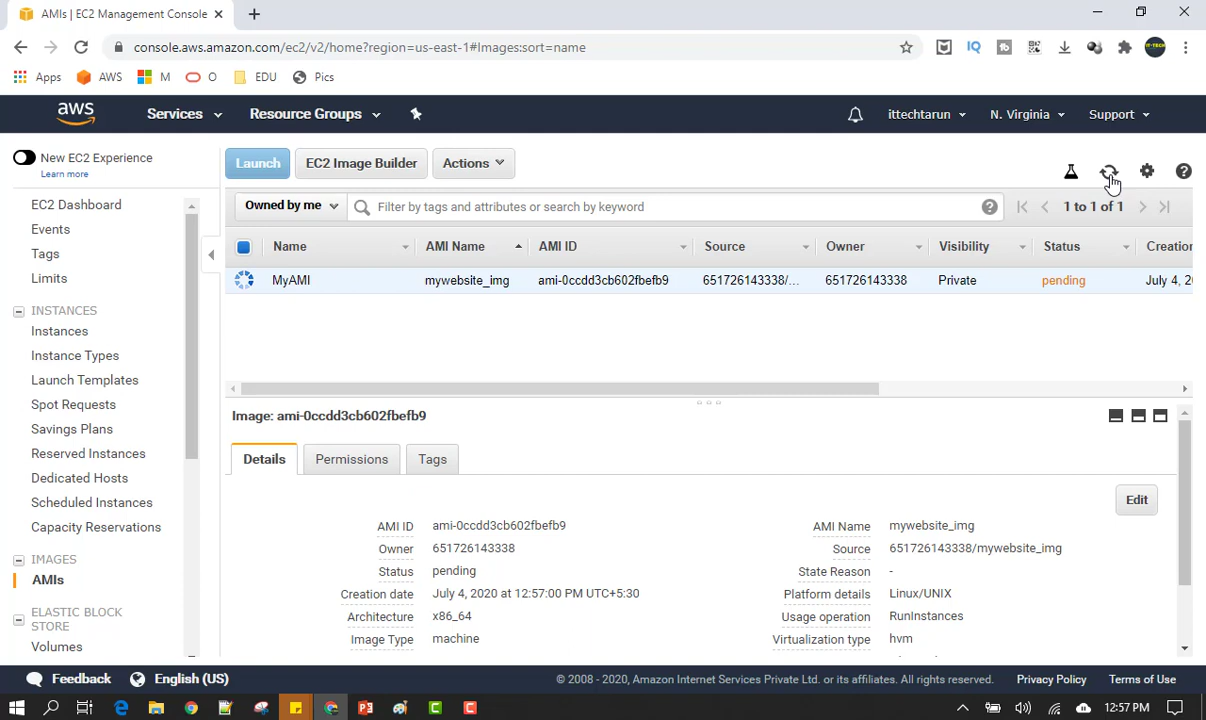 AMIs | EC2 Management Console
console.aws.amazon.com/ec2/v2/home?region=us-east-1#Images:sort=name
IQ
Apps AWS M O EDU Pics
aws Services Resource Groups ittechtarun N. Virginia Support
New EC2 Experience
Learn more
Launch EC2 Image Builder Actions
EC2 Dashboard
Events
Tags
Limits
INSTANCES
Instances
Instance Types
Launch Templates
Spot Requests
Savings Plans
Reserved Instances
Dedicated Hosts
Scheduled Instances
Capacity Reservations
IMAGES
AMIs
ELASTIC BLOCK
STORE
Volumes
Owned by me Filter by tags and attributes or search by keyword 1 to 1 of 1
Name AMI Name AMI ID Source Owner Visibility Status Creation
MyAMI mywebsite_img ami-0ccdd3cb602fbefb9 651726143338/... 651726143338 Private pending July 4, 20
Image: ami-0ccdd3cb602fbefb9
Details Permissions Tags
Edit
AMI ID ami-0ccdd3cb602fbefb9 AMI Name mywebsite_img
Owner 651726143338 Source 651726143338/mywebsite_img
Status pending State Reason -
Creation date July 4, 2020 at 12:57:00 PM UTC+5:30 Platform details Linux/UNIX
Architecture x86_64 Usage operation RunInstances
Image Type machine Virtualization type hvm
Feedback English (US) © 2008 - 2020, Amazon Internet Services Private Ltd. or its affiliates. All rights reserved. Privacy Policy Terms of Use
12:57 PM